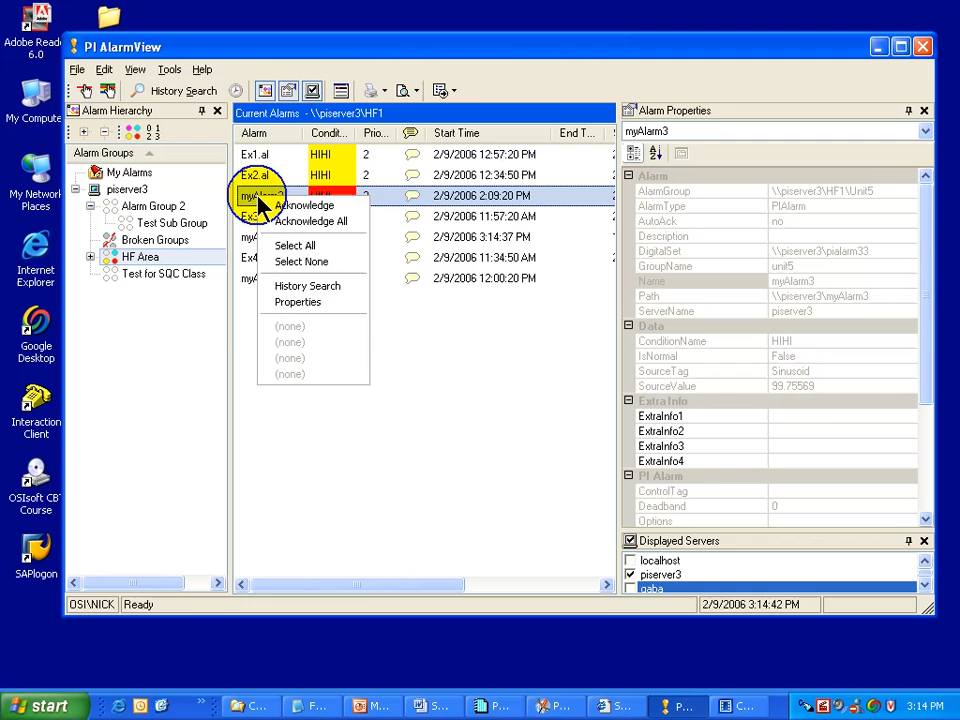 Adobe Reade
6.0
My Compute
My Network
Places
Internet
Explorer
Google
Desktop
Interaction
Client
OSIsoft CBT
Course
SAPlogon
PI AlarmView
File Edit View Tools Help
History Search
Alarm Hierarchy
0 1
2 3
Alarm Groups
My Alarms
piserver3
Alarm Group 2
Test Sub Group
Broken Groups
HF Area
Test for SQC Class
Current Alarms - \\piserver3\HF1
Alarm Condit... Prio... Start Time End T...
Ex1.al HIHI 2 2/9/2006 12:57:20 PM
Ex2.al HIHI 2 2/9/2006 12:34:50 PM
myAlarm3 2/9/2006 2:09:20 PM
2/9/2006 11:57:20 AM
2/9/2006 3:14:37 PM
2/9/2006 11:34:50 AM
2/9/2006 12:00:20 PM
Acknowledge
Acknowledge All
Select All
Select None
History Search
Properties
(none)
(none)
(none)
(none)
Alarm Properties
myAlarm3
Alarm
AlarmGroup \\piserver3\HF1\Unit5
AlarmType PIAlarm
AutoAck no
Description
DigitalSet \\piserver3\pialarm33
GroupName unit5
Name myAlarm3
Path \\piserver3\myAlarm3
ServerName piserver3
Data
ConditionName HIHI
IsNormal False
SourceTag Sinusoid
SourceValue 99.75569
Extra Info
ExtraInfo1
ExtraInfo2
ExtraInfo3
ExtraInfo4
PI Alarm
ControlTag
Deadband 0
Options
Displayed Servers
localhost
piserver3
gaba
OSI\NICK Ready 2/9/2006 3:14:42 PM
start C... F... M... S... P... P... S... P... C... 3:14 PM